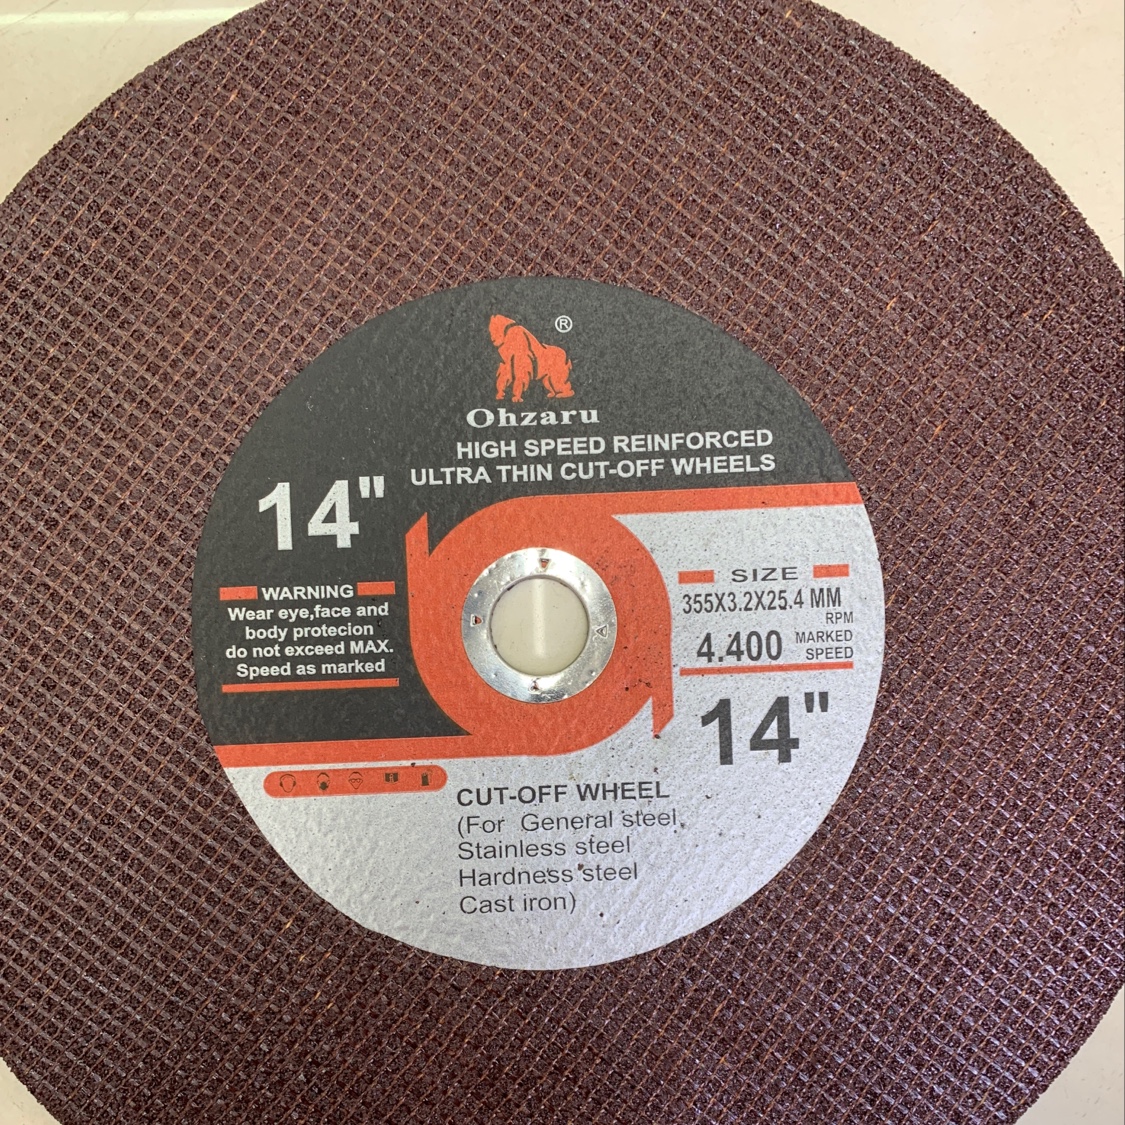 ®
Ohzaru
HIGH SPEED REINFORCED
ULTRA THIN CUT-OFF WHEELS
14"
WARNING
Wear eye,face and
body protecion
do not exceed MAX.
Speed as marked
SIZE
355X3.2X25.4 MM
RPM
4.400 MARKED
SPEED
14"
CUT-OFF WHEEL
(For General steel,
Stainless steel
Hardness steel
Cast iron)